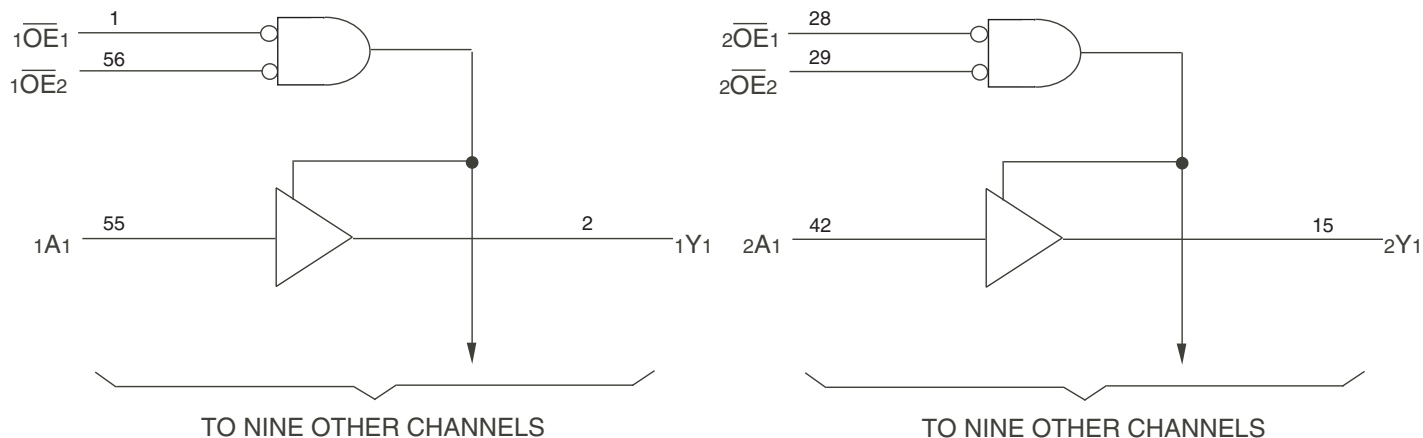 1
1OE1
56
1OE2
55
1A1
2
1Y1
TO NINE OTHER CHANNELS
28
2OE1
29
2OE2
42
2A1
15
2Y1
TO NINE OTHER CHANNELS